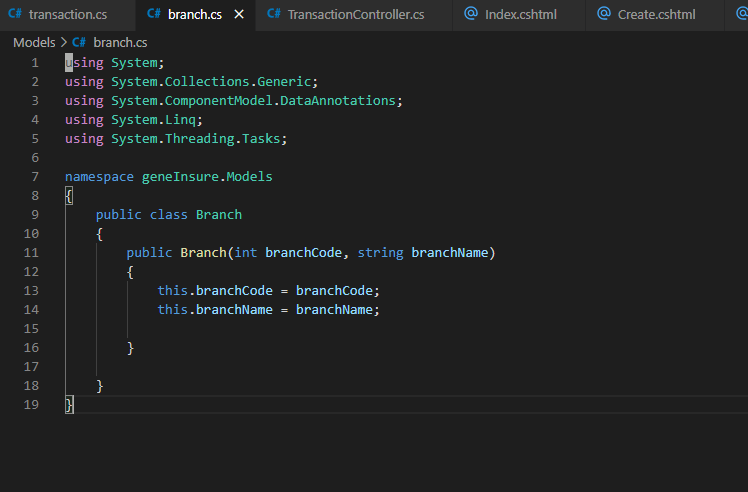 C# transaction.cs C# branch.cs × C# TransactionController.cs @ Index.cshtml @ Create.cshtml @
Models > C# branch.cs
1 using System;
2 using System.Collections.Generic;
3 using System.ComponentModel.DataAnnotations;
4 using System.Linq;
5 using System.Threading.Tasks;
6
7 namespace geneInsure.Models
8 {
9 public class Branch
10 {
11 public Branch(int branchCode, string branchName)
12 {
13 this.branchCode = branchCode;
14 this.branchName = branchName;
15
16 }
17
18 }
19 }